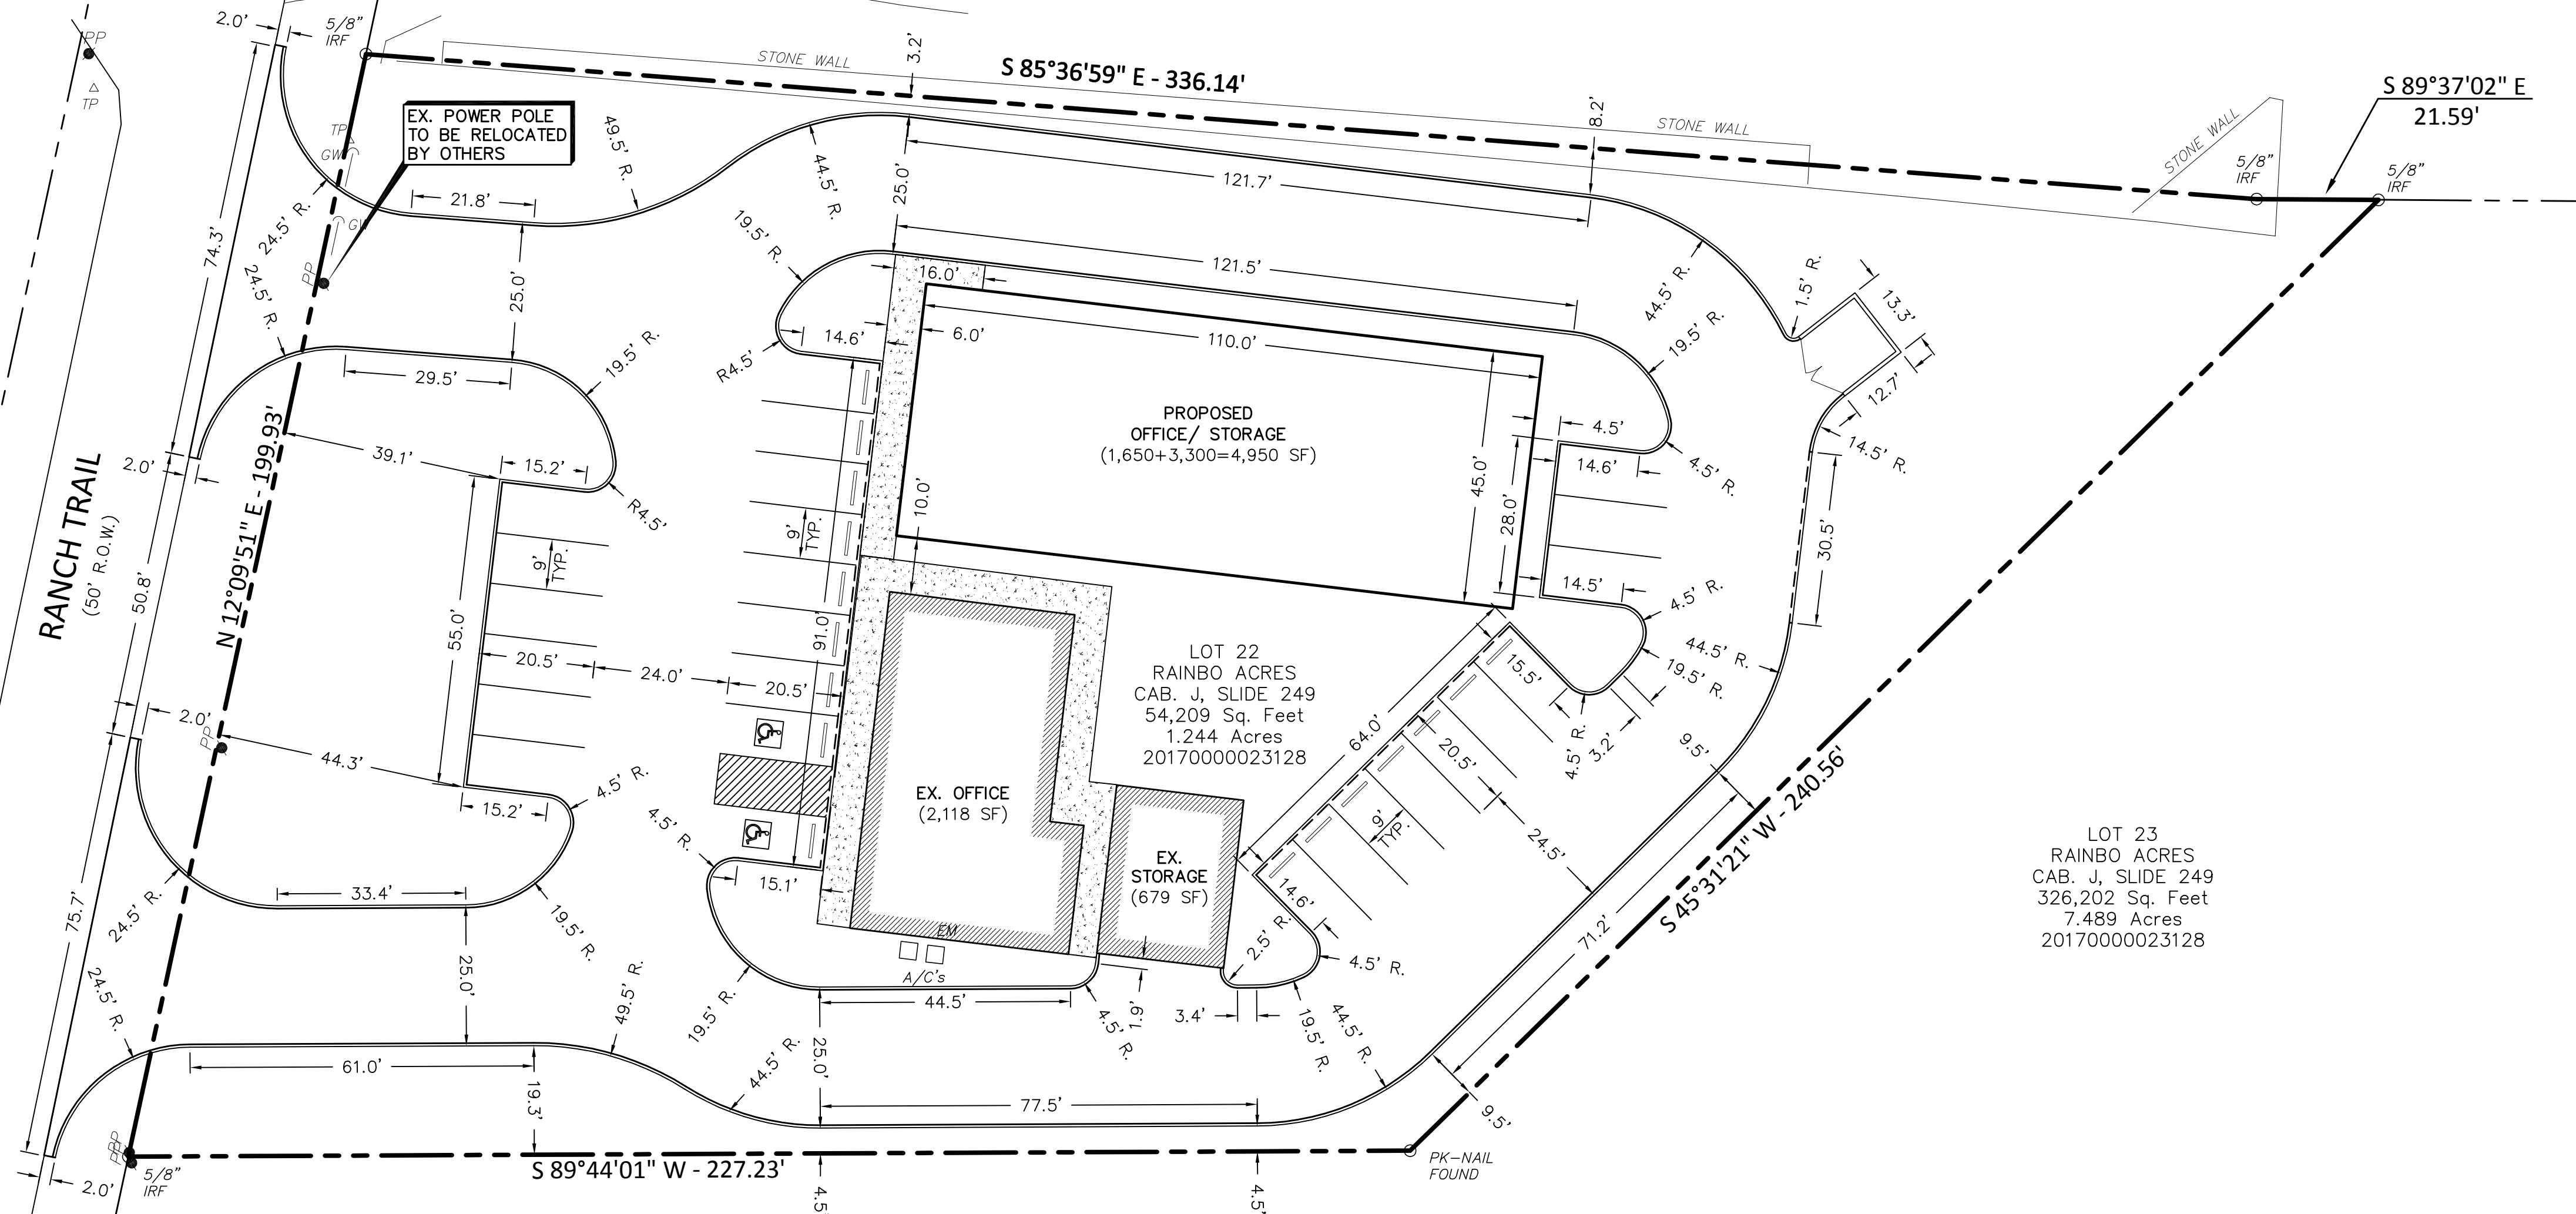 2.0'
5/8"
IRF
PP
TP
STONE WALL
3.2'
S 85°36'59" E - 336.14'
8.2'
STONE WALL
STONE WALL
S 89°37'02" E
21.59'
5/8"
IRF
5/8"
IRF
EX. POWER POLE
TO BE RELOCATED
BY OTHERS
TP
GW
GW
PP
74.3'
24.5' R.
21.8'
49.5' R.
44.5' R.
25.0'
121.7'
19.5' R.
121.5'
16.0'
44.5' R.
1.5' R.
13.3'
12.7'
24.5' R.
25.0'
29.5'
19.5' R.
R4.5'
14.6'
6.0'
110.0'
19.5' R.
PROPOSED
OFFICE/ STORAGE
(1,650+3,300=4,950 SF)
4.5'
14.6'
4.5' R.
14.5' R.
39.1'
15.2'
R4.5'
2.0'
N 12°09'51" E - 199.93'
RANCH TRAIL
(50' R.O.W.)
50.8'
9'
TYP.
9'
TYP.
10.0'
45.0'
28.0'
30.5'
14.5'
4.5' R.
55.0'
91.0'
20.5'
24.0'
20.5'
LOT 22
RAINBO ACRES
CAB. J, SLIDE 249
54,209 Sq. Feet
1.244 Acres
20170000023128
15.5'
44.5' R.
19.5' R.
4.5' R.
3.2'
64.0'
20.5'
9.5'
2.0'
PP
44.3'
15.2'
4.5' R.
4.5' R.
EX. OFFICE
(2,118 SF)
EX.
STORAGE
(679 SF)
9'
TYP.
24.5'
S 45°31'21" W - 240.56'
71.2'
LOT 23
RAINBO ACRES
CAB. J, SLIDE 249
326,202 Sq. Feet
7.489 Acres
20170000023128
75.7'
24.5' R.
33.4'
19.5' R.
15.1'
EM
A/C's
44.5'
14.6'
2.5' R.
4.5' R.
1.9'
3.4'
4.5' R.
19.5' R.
44.5' R.
24.5' R.
25.0'
49.5' R.
19.5' R.
44.5' R.
25.0'
61.0'
19.3'
77.5'
9.5'
PP
PP
5/8"
IRF
2.0'
S 89°44'01" W - 227.23'
4.5'
4.5'
PK-NAIL
FOUND